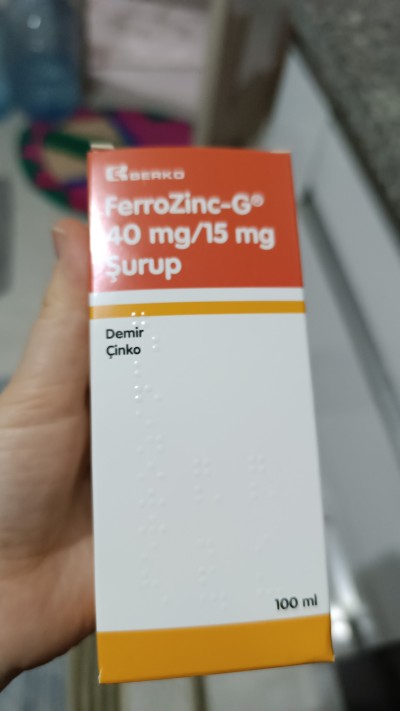 BERKO
FerroZinc-G®
40 mg/15 mg
Şurup
Demir
Çinko
100 ml